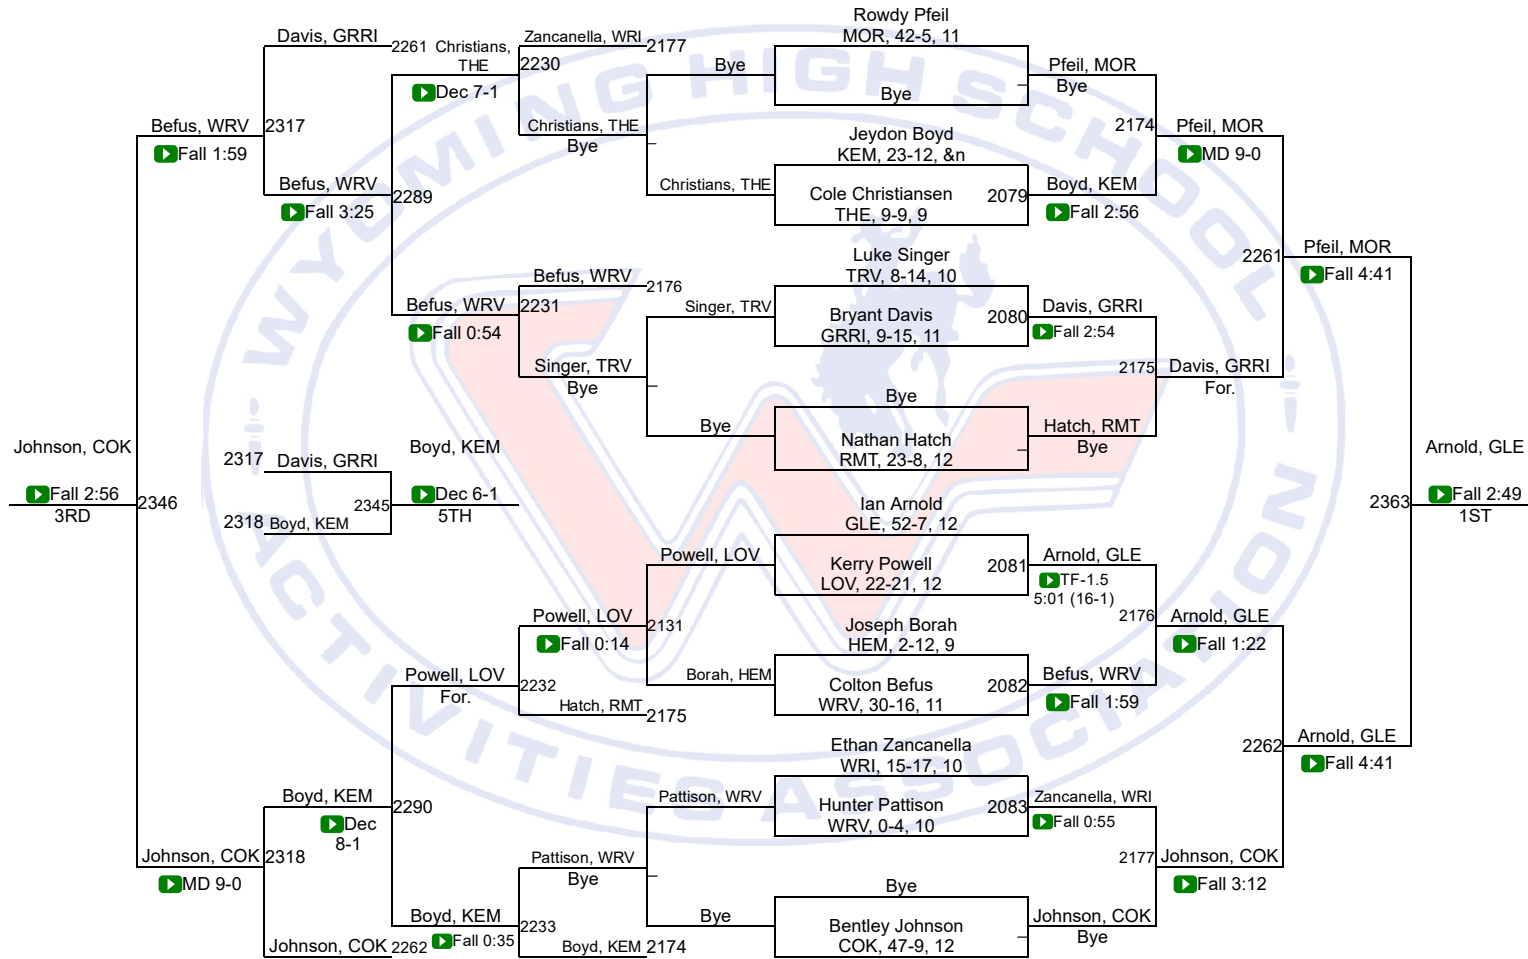 Rowdy Pfeil
MOR, 42-5, 11
Davis, GRRI
2261
Christians,
THE
Dec 7-1
Zancanella, WRI
2177
2230
Bye
Bye
Pfeil, MOR
Bye
Befus, WRV
Fall 1:59
2317
Christians, THE
Bye
Jeydon Boyd
KEM, 23-12, &n
2174
Pfeil, MOR
MD 9-0
Befus, WRV
Fall 3:25
2289
Christians, THE
Cole Christiansen
THE, 9-9, 9
2079
Boyd, KEM
Fall 2:56
Luke Singer
TRV, 8-14, 10
2261
Pfeil, MOR
Fall 4:41
Befus, WRV
2176
Befus, WRV
Fall 0:54
2231
Singer, TRV
Bryant Davis
GRRI, 9-15, 11
2080
Davis, GRRI
Fall 2:54
Singer, TRV
Bye
2175
Davis, GRRI
For.
Bye
Bye
Nathan Hatch
RMT, 23-8, 12
Hatch, RMT
Bye
Johnson, COK
Fall 2:56
3RD
2346
2317
Davis, GRRI
2318
Boyd, KEM
2345
Boyd, KEM
Dec 6-1
5TH
Arnold, GLE
2363
Fall 2:49
1ST
Ian Arnold
GLE, 52-7, 12
Powell, LOV
Kerry Powell
LOV, 22-21, 12
2081
Arnold, GLE
TF-1.5
5:01 (16-1)
Powell, LOV
Fall 0:14
2131
Joseph Borah
HEM, 2-12, 9
2176
Arnold, GLE
Fall 1:22
Powell, LOV
For.
2232
Borah, HEM
Colton Befus
WRV, 30-16, 11
2082
Befus, WRV
Fall 1:59
Hatch, RMT
2175
Ethan Zancanella
WRI, 15-17, 10
2262
Arnold, GLE
Fall 4:41
Boyd, KEM
Dec
8-1
2290
Pattison, WRV
Hunter Pattison
WRV, 0-4, 10
2083
Zancanella, WRI
Fall 0:55
Johnson, COK
MD 9-0
2318
Pattison, WRV
Bye
2177
Johnson, COK
Fall 3:12
Bye
Boyd, KEM
Fall 0:35
2233
Bye
Bentley Johnson
COK, 47-9, 12
Johnson, COK
Bye
Johnson, COK
2262
Boyd, KEM
2174
WYOMING HIGH SCHOOL
ACTIVITIES ASSOCIATION